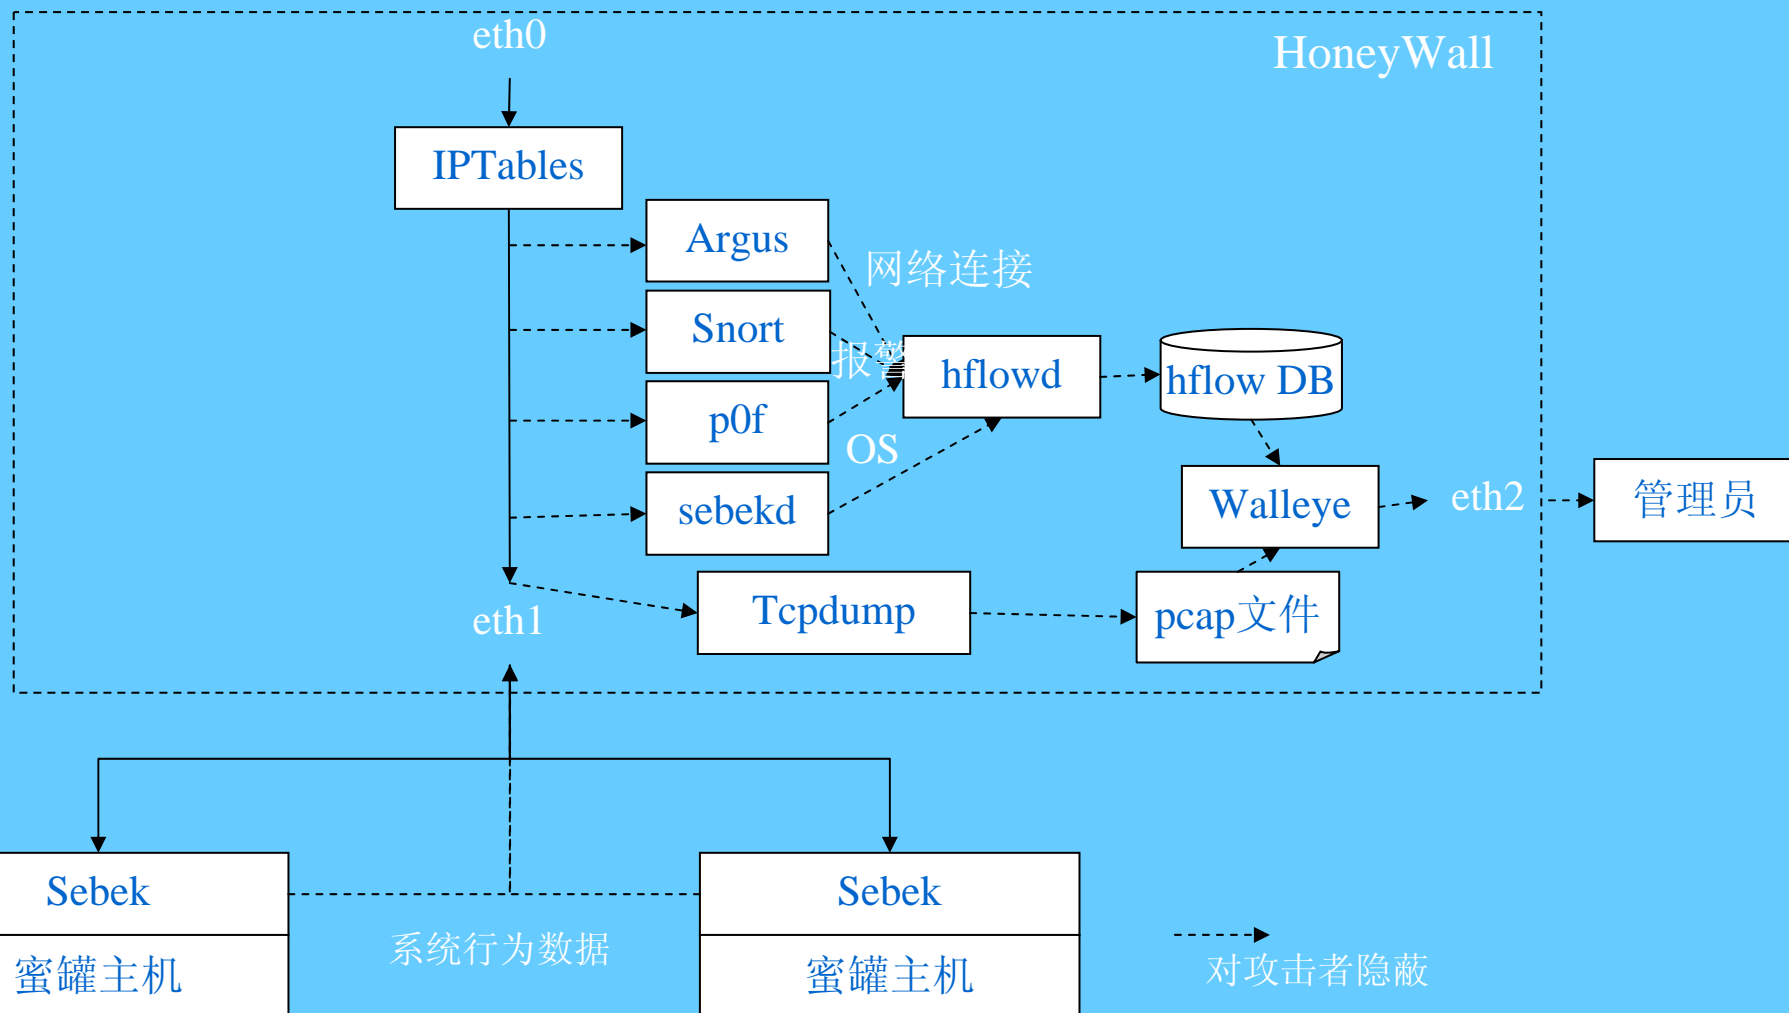 eth0
HoneyWall
IPTables
Argus
网络连接
Snort
报警
hflowd
hflow DB
p0f
OS
sebekd
Walleye
eth2
管理员
Tcpdump
pcap文件
eth1
Sebek
Sebek
系统行为数据
蜜罐主机
蜜罐主机
对攻击者隐蔽